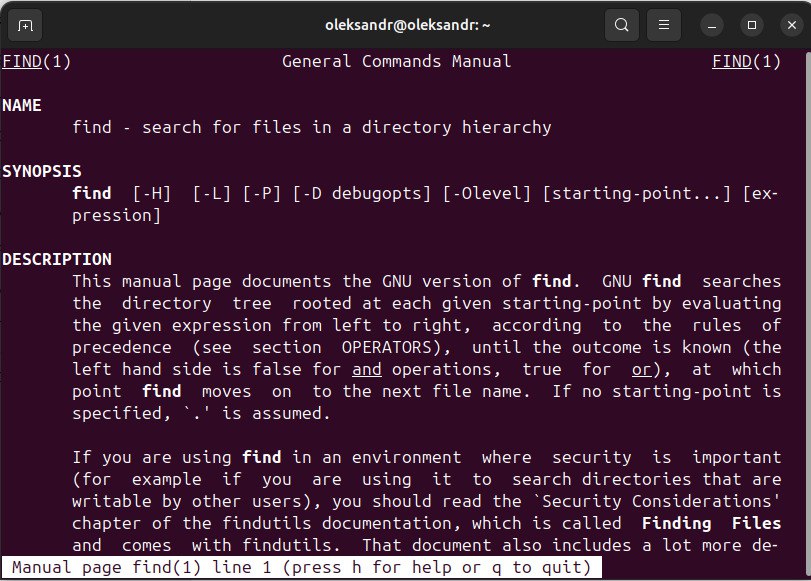 oleksandr@oleksandr: ~
FIND(1) General Commands Manual FIND(1)
NAME
find - search for files in a directory hierarchy
SYNOPSIS
find [-H] [-L] [-P] [-D debugopts] [-Olevel] [starting-point...] [ex-
pression]
DESCRIPTION
This manual page documents the GNU version of find. GNU find searches
the directory tree rooted at each given starting-point by evaluating
the given expression from left to right, according to the rules of
precedence (see section OPERATORS), until the outcome is known (the
left hand side is false for and operations, true for or), at which
point find moves on to the next file name. If no starting-point is
specified, `.' is assumed.
If you are using find in an environment where security is important
(for example if you are using it to search directories that are
writable by other users), you should read the `Security Considerations'
chapter of the findutils documentation, which is called Finding Files
and comes with findutils. That document also includes a lot more de-
Manual page find(1) line 1 (press h for help or q to quit)